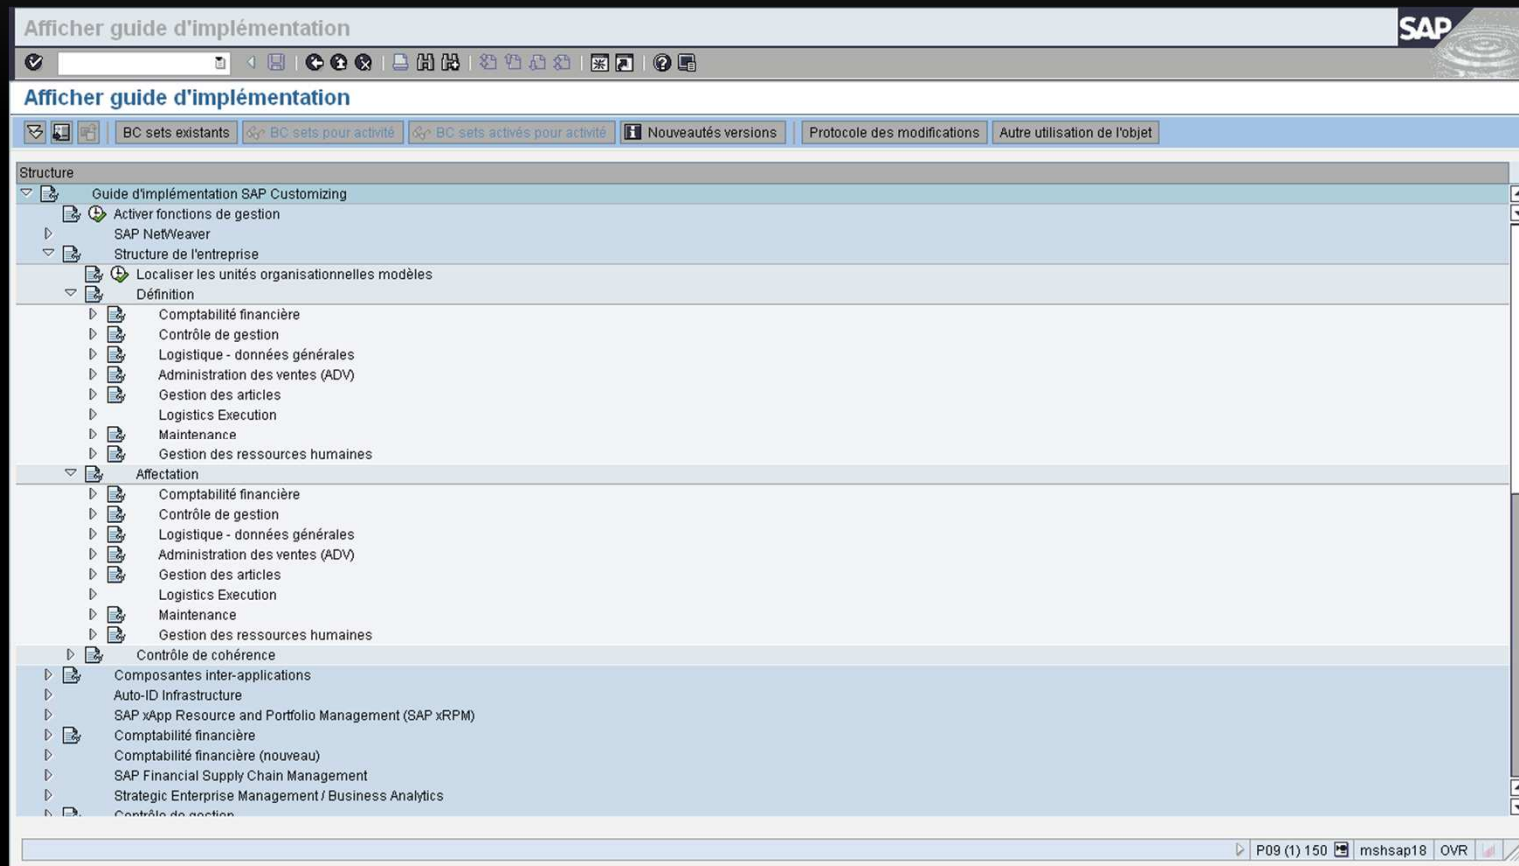 Afficher guide d'implémentation
SAP
Afficher guide d'implémentation
BC sets existants BC sets pour activité BC sets activés pour activité Nouveautés versions Protocole des modifications Autre utilisation de l'objet
Structure
Guide d'implémentation SAP Customizing
Activer fonctions de gestion
SAP NetWeaver
Structure de l'entreprise
Localiser les unités organisationnelles modèles
Définition
Comptabilité financière
Contrôle de gestion
Logistique - données générales
Administration des ventes (ADV)
Gestion des articles
Logistics Execution
Maintenance
Gestion des ressources humaines
Affectation
Comptabilité financière
Contrôle de gestion
Logistique - données générales
Administration des ventes (ADV)
Gestion des articles
Logistics Execution
Maintenance
Gestion des ressources humaines
Contrôle de cohérence
Composantes inter-applications
Auto-ID Infrastructure
SAP xApp Resource and Portfolio Management (SAP xRPM)
Comptabilité financière
Comptabilité financière (nouveau)
SAP Financial Supply Chain Management
Strategic Enterprise Management / Business Analytics
Contrôle de gestion
P09 (1) 150 mshsap18 OVR